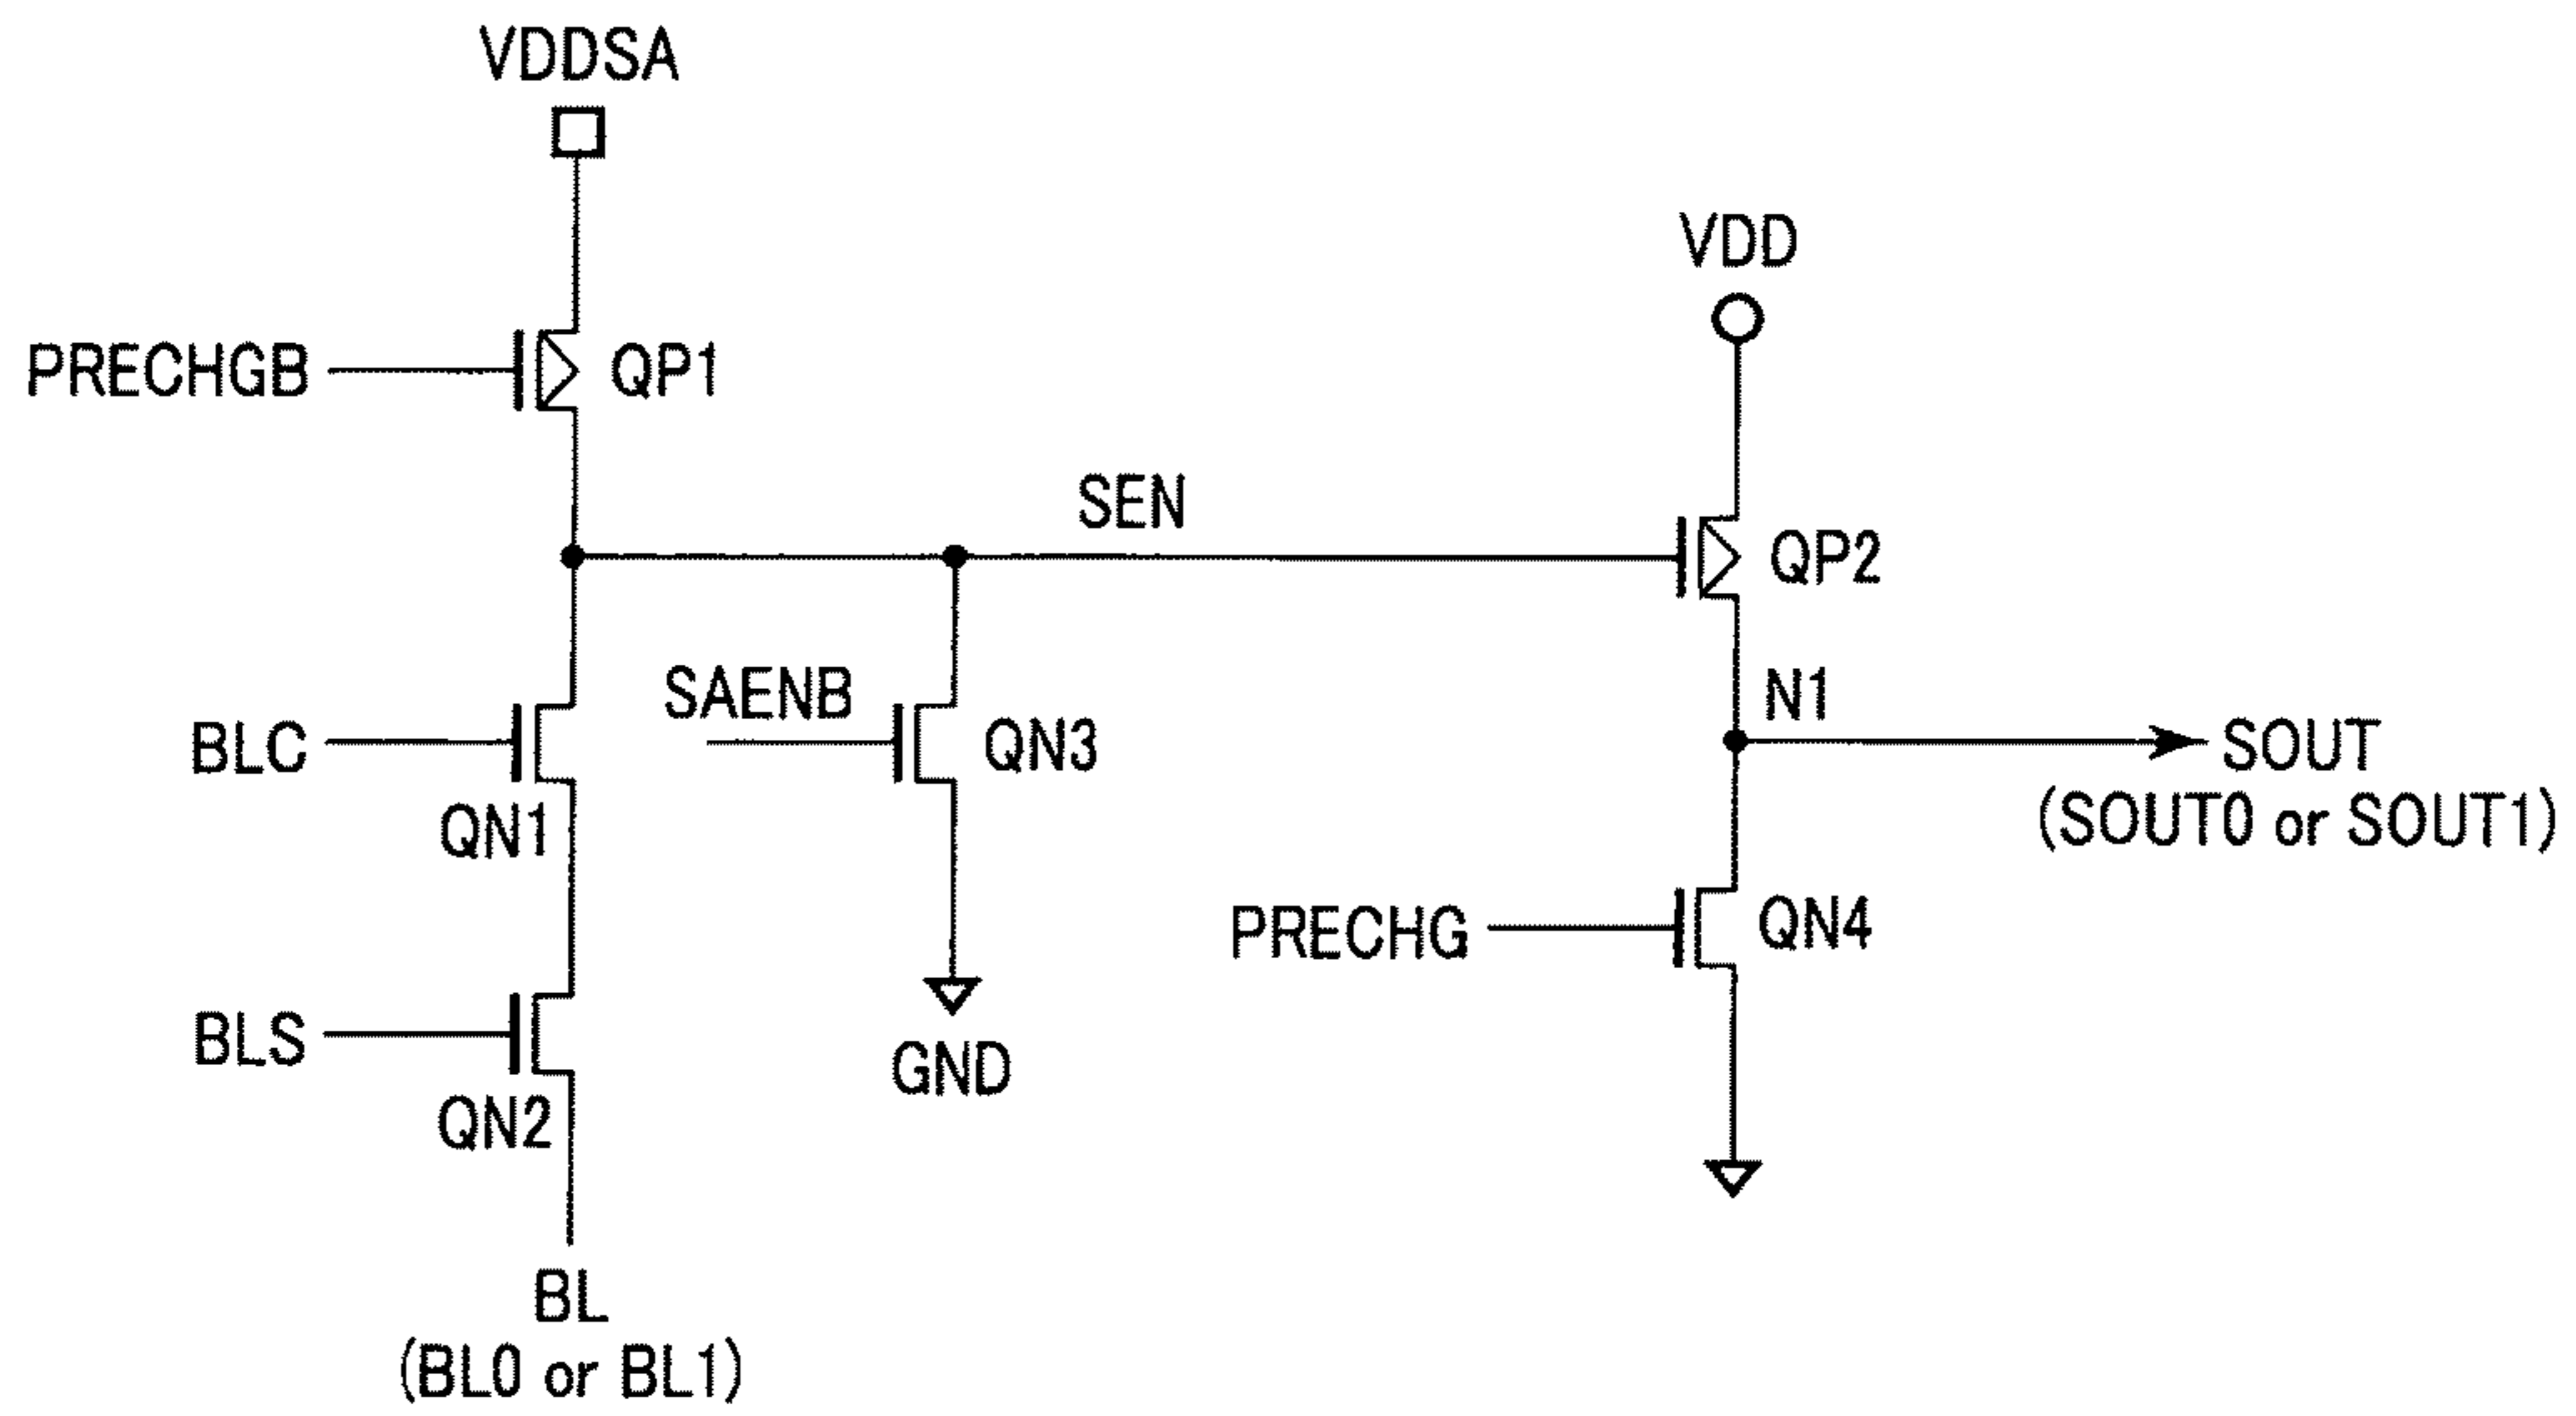 VDDSA
VDD
PRECHGB
QP1
SEN
QP2
SAENB
N1
BLC
QN3
SOUT
(SOUT0 or SOUT1)
QN1
PRECHG
QN4
BLS
GND
QN2
BL
(BL0 or BL1)